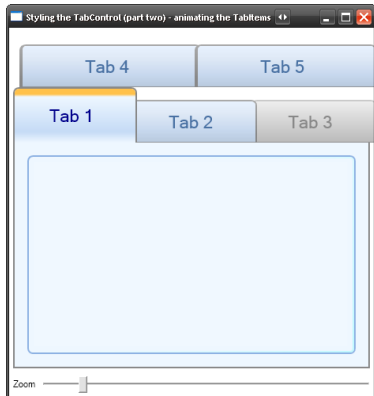 Styling the TabControl (part two) - animating the TabItems
Tab 4
Tab 5
Tab 1
Tab 2
Tab 3
Zoom